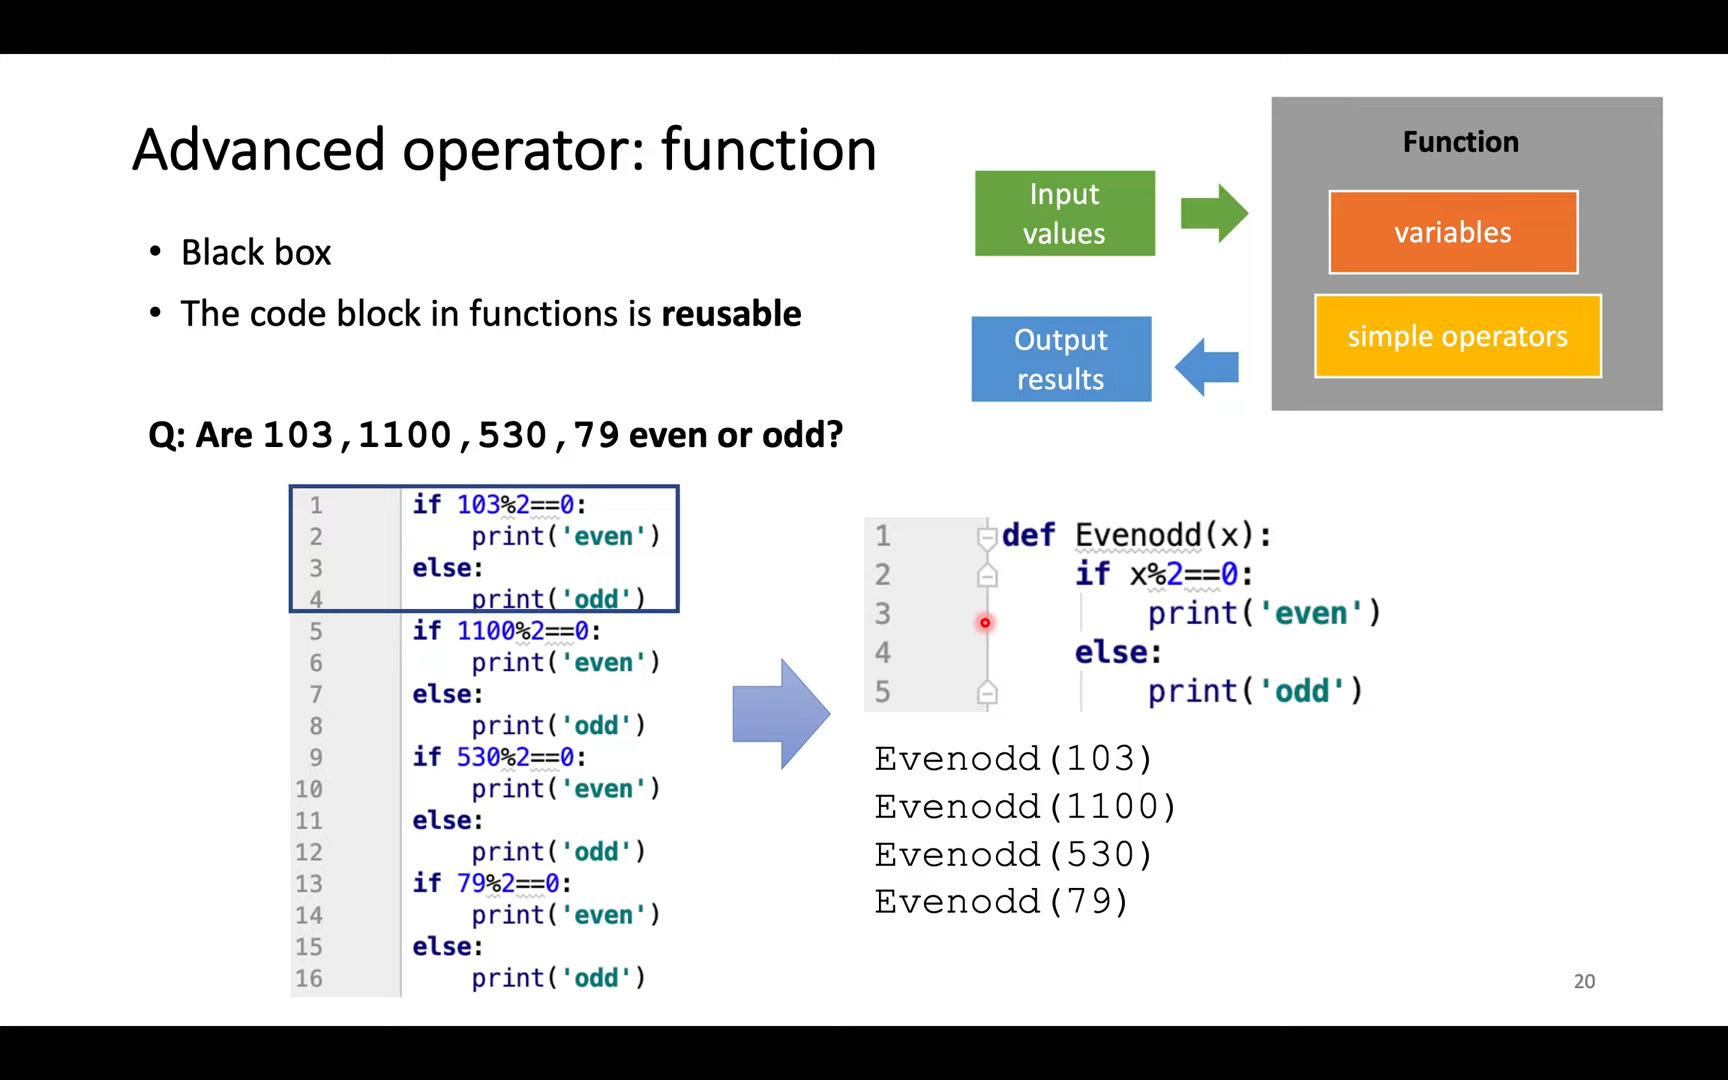 Advanced operator: function
• Black box
• The code block in functions is reusable
Input
values
Output
results
Function
variables
simple operators
Q: Are 103,1100,530,79 even or odd?
1 if 103%2==0:
2     print('even')
3 else:
4     print('odd')
5 if 1100%2==0:
6     print('even')
7 else:
8     print('odd')
9 if 530%2==0:
10     print('even')
11 else:
12     print('odd')
13 if 79%2==0:
14     print('even')
15 else:
16     print('odd')
1 def Evenodd(x):
2     if x%2==0:
3         print('even')
4     else:
5         print('odd')
Evenodd(103)
Evenodd(1100)
Evenodd(530)
Evenodd(79)
20